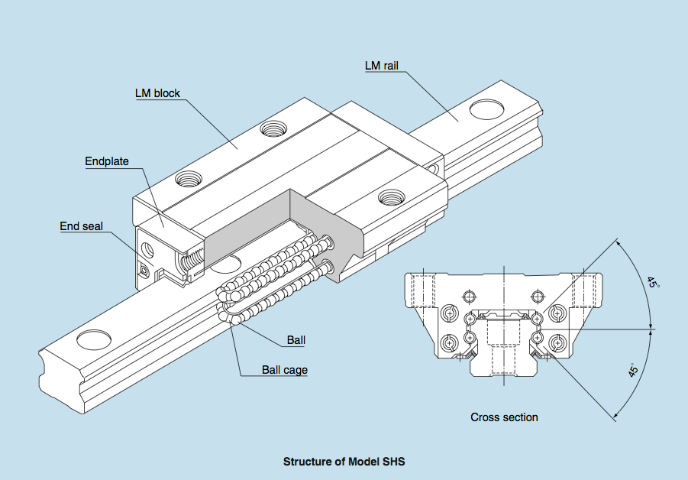 LM rail
LM block
Endplate
End seal
Ball
Ball cage
45°
45°
Cross section
Structure of Model SHS